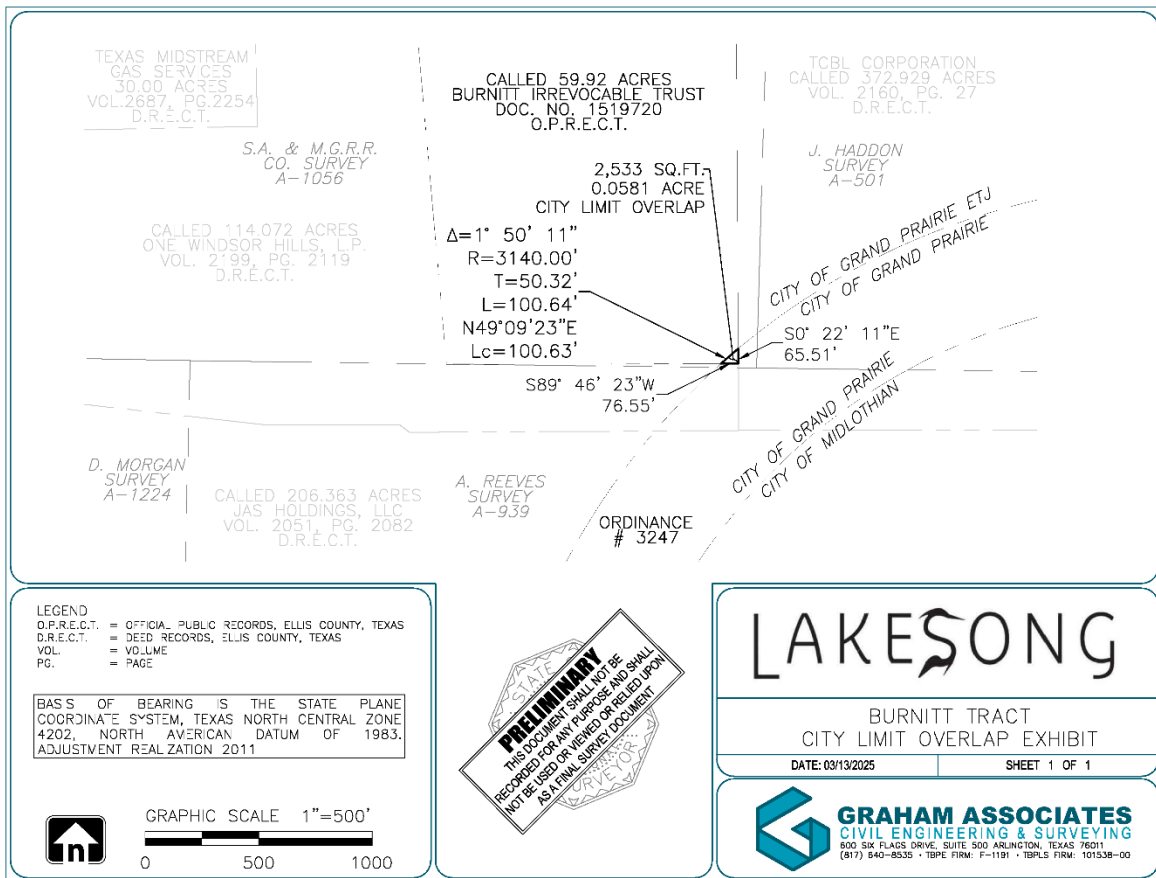 TEXAS MIDSTREAM
GAS SERVICES
30.00 ACRES
VOL.2687, PG.2254
D.R.E.C.T.
CALLED 59.92 ACRES
BURNITT IRREVOCABLE TRUST
DOC. NO. 1519720
O.P.R.E.C.T.
TCBL CORPORATION
CALLED 372.929 ACRES
VOL. 2160, PG. 27
D.R.E.C.T.
S.A. & M.G.R.R.
CO. SURVEY
A-1056
2,533 SQ.FT.
0.0581 ACRE
CITY LIMIT OVERLAP
J. HADDON
SURVEY
A-501
CALLED 114.072 ACRES
ONE WINDSOR HILLS, L.P.
VOL. 2199, PG. 2119
D.R.E.C.T.
Δ=1° 50' 11"
R=3140.00'
T=50.32'
L=100.64'
N49°09'23"E
Lc=100.63'
CITY OF GRAND PRAIRIE ETJ
CITY OF GRAND PRAIRIE
S0° 22' 11"E
65.51'
S89° 46' 23"W
76.55'
CITY OF GRAND PRAIRIE
CITY OF MIDLOTHIAN
D. MORGAN
SURVEY
A-1224
CALLED 206.363 ACRES
JAS HOLDINGS, LLC
VOL. 2051, PG. 2082
D.R.E.C.T.
A. REEVES
SURVEY
A-939
ORDINANCE
# 3247
LEGEND
O.P.R.E.C.T. = OFFICIAL PUBLIC RECORDS, ELLIS COUNTY, TEXAS
D.R.E.C.T. = DEED RECORDS, ELLIS COUNTY, TEXAS
VOL. = VOLUME
PG. = PAGE
BASIS OF BEARING IS THE STATE PLANE
COORDINATE SYSTEM, TEXAS NORTH CENTRAL ZONE
4202, NORTH AMERICAN DATUM OF 1983.
ADJUSTMENT REALIZATION 2011
n
GRAPHIC SCALE 1"=500'
0 500 1000
STATE
PRELIMINARY
THIS DOCUMENT SHALL NOT BE
RECORDED FOR ANY PURPOSE AND SHALL
NOT BE USED OR VIEWED OR RELIED UPON
AS A FINAL SURVEY DOCUMENT
LAKESONG
BURNITT TRACT
CITY LIMIT OVERLAP EXHIBIT
DATE: 03/13/2025 SHEET 1 OF 1
GRAHAM ASSOCIATES
CIVIL ENGINEERING & SURVEYING
600 SIX FLAGS DRIVE, SUITE 500 ARLINGTON, TEXAS 76011
(817) 640-8535 • TBPE FIRM: F-1191 • TBPLS FIRM: 101538-00